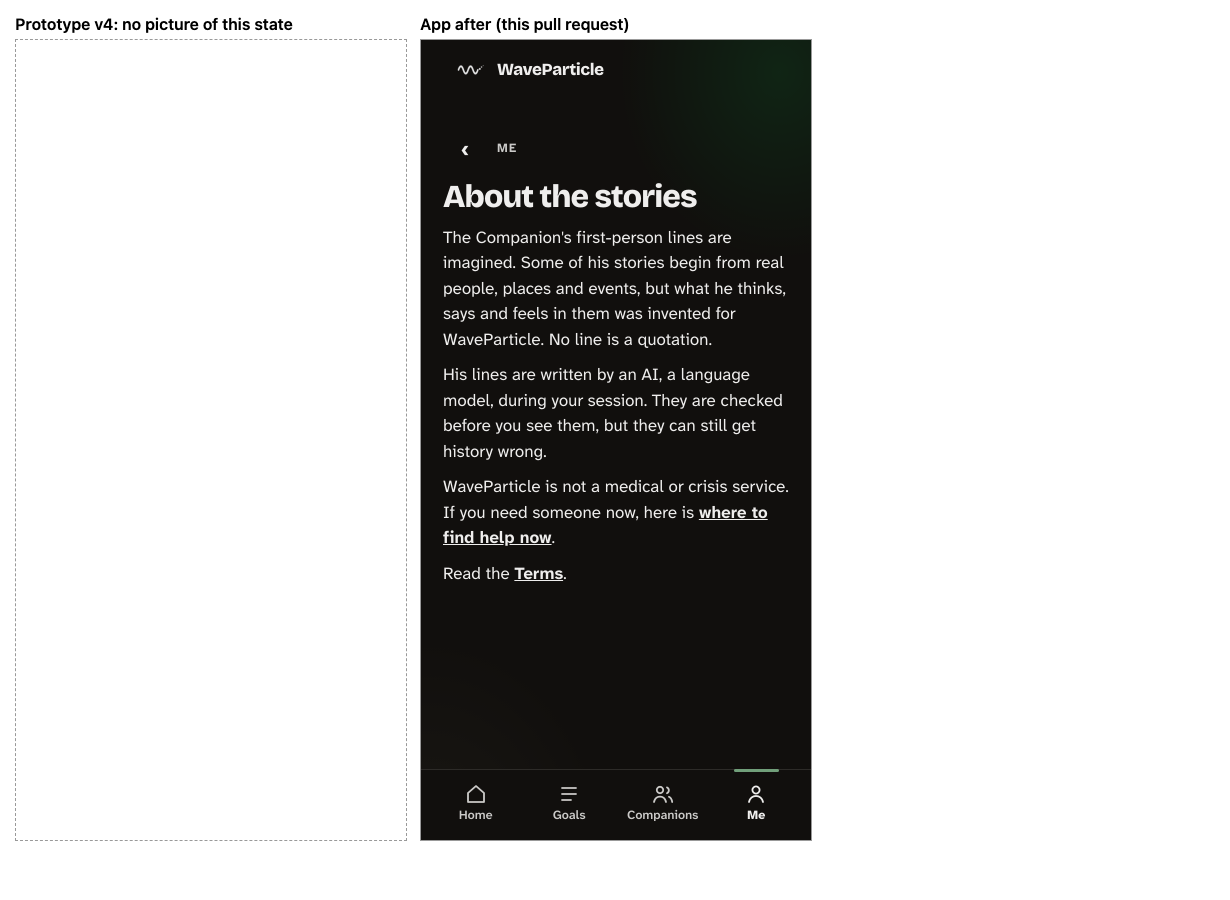 Prototype v4: no picture of this state
App after (this pull request)
WaveParticle
ME
About the stories
The Companion's first-person lines are
imagined. Some of his stories begin from real
people, places and events, but what he thinks,
says and feels in them was invented for
WaveParticle. No line is a quotation.
His lines are written by an AI, a language
model, during your session. They are checked
before you see them, but they can still get
history wrong.
WaveParticle is not a medical or crisis service.
If you need someone now, here is where to
find help now.
Read the Terms.
Home
Goals
Companions
Me